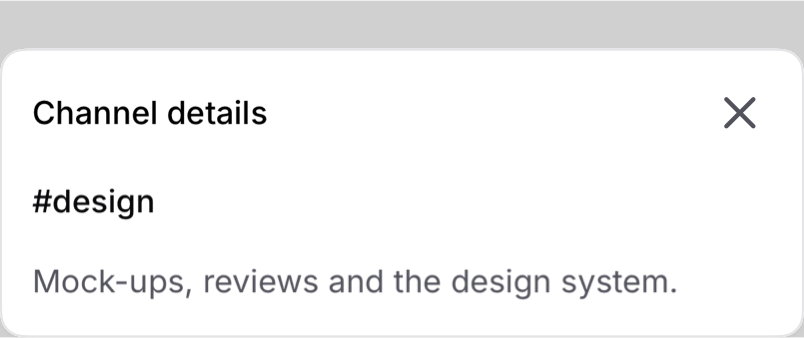 Channel details
#design
Mock-ups, reviews and the design system.